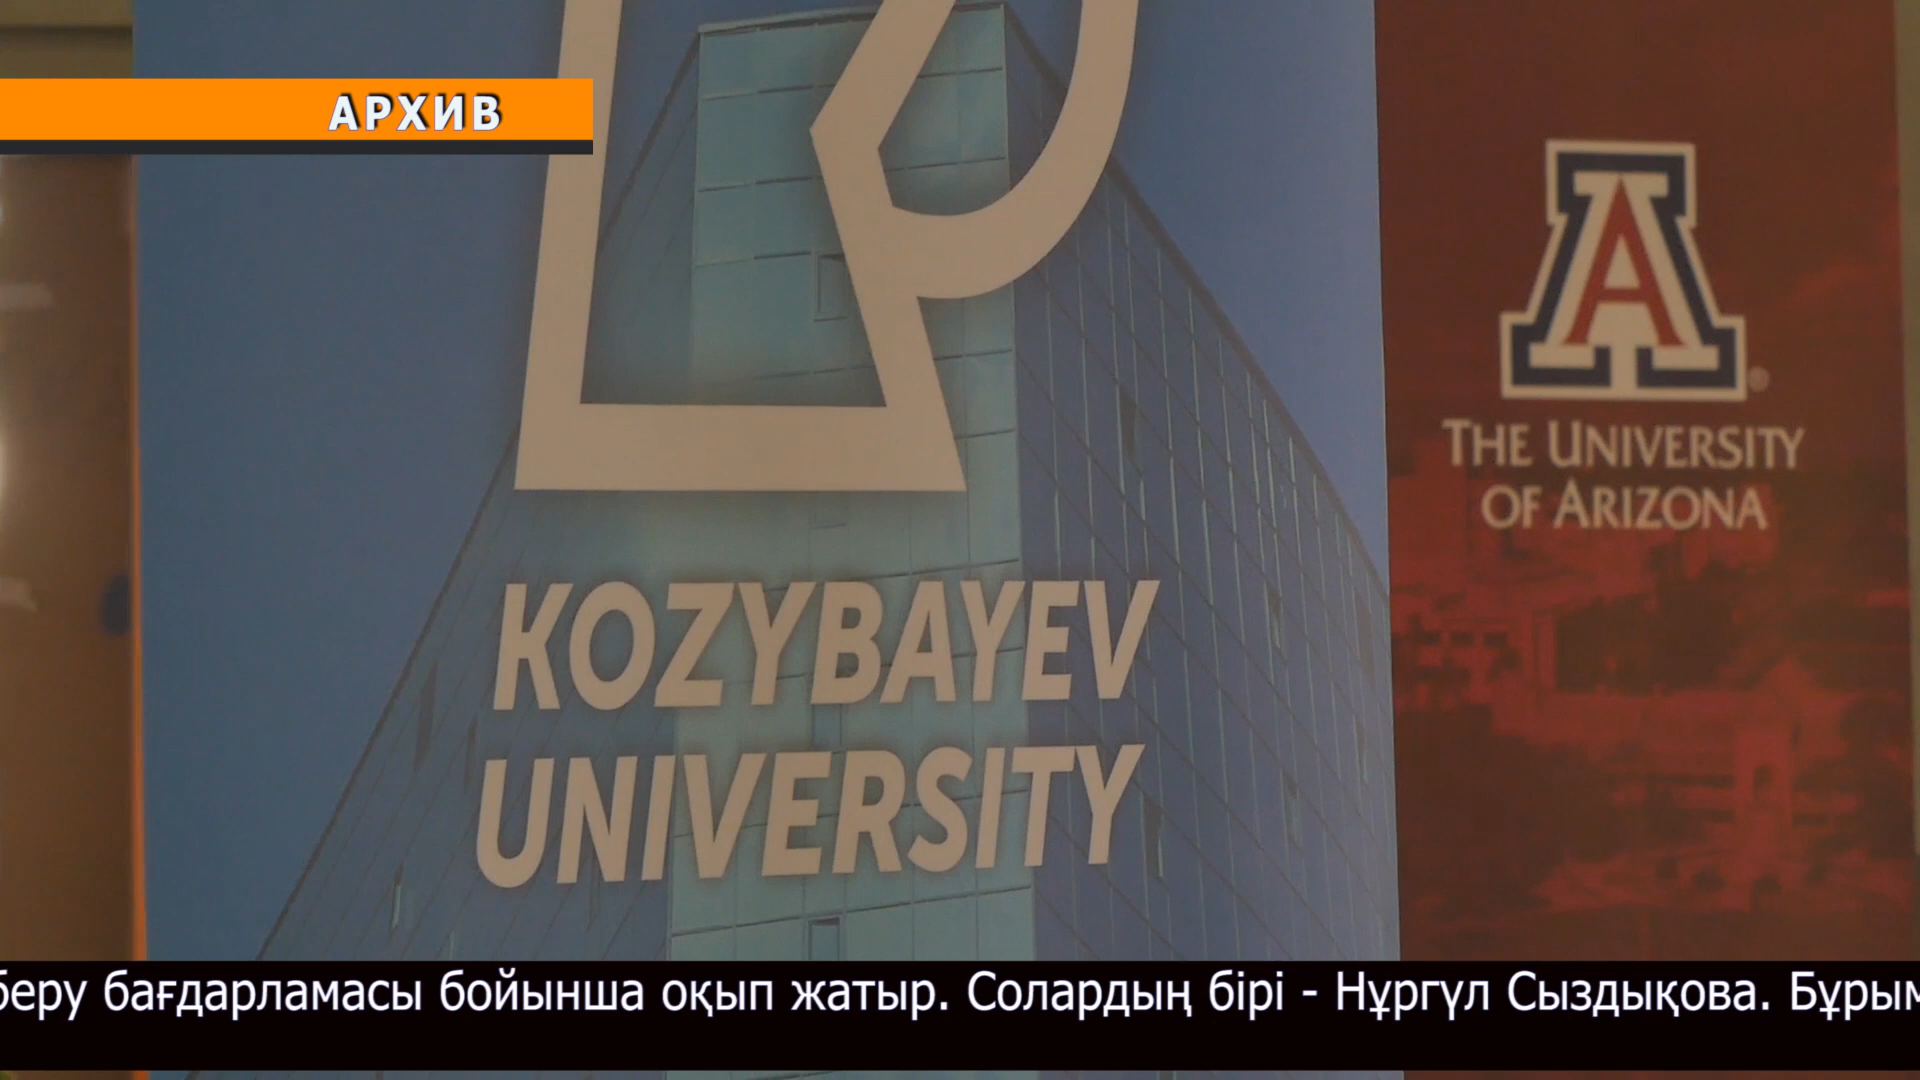 АРХИВ
A
THE UNIVERSITY
OF ARIZONA
KOZYBAYEV
UNIVERSITY
беру бағдарламасы бойынша оқып жатыр. Солардың бірі - Нұргүл Сыздықова. Бұрым